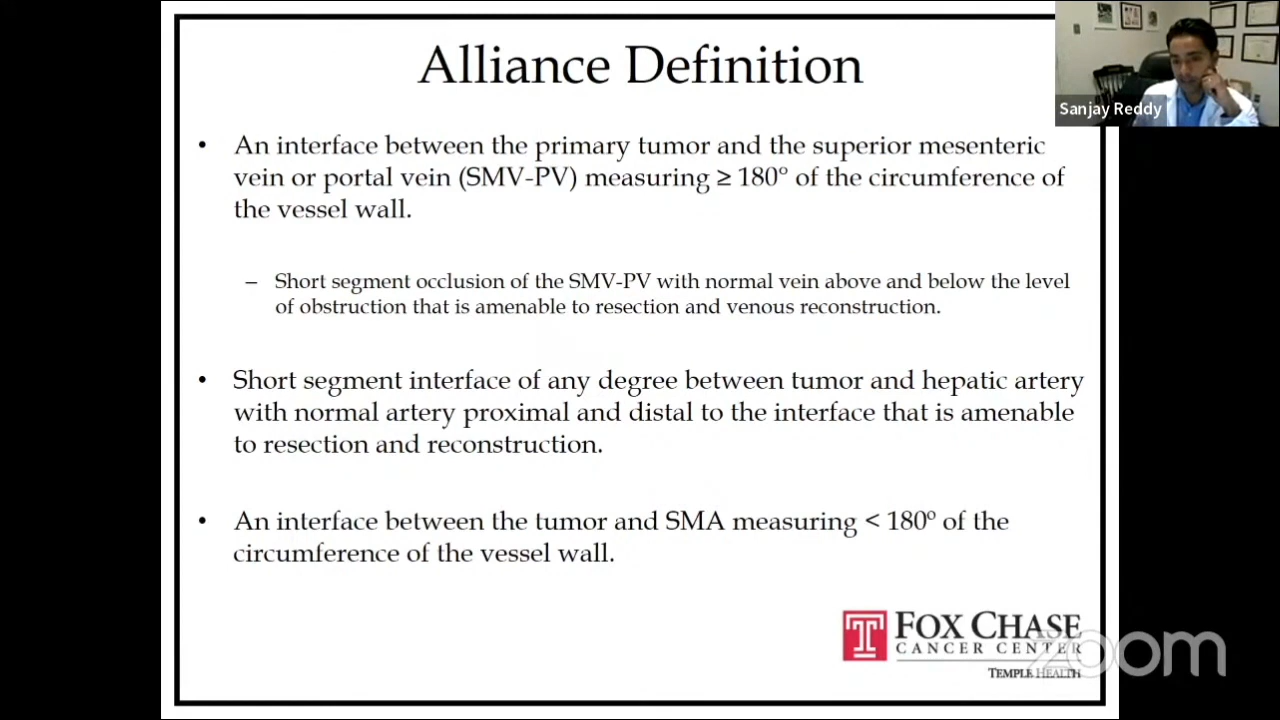 Alliance Definition
Sanjay Reddy
• An interface between the primary tumor and the superior mesenteric
vein or portal vein (SMV-PV) measuring ≥ 180° of the circumference of
the vessel wall.
– Short segment occlusion of the SMV-PV with normal vein above and below the level
of obstruction that is amenable to resection and venous reconstruction.
• Short segment interface of any degree between tumor and hepatic artery
with normal artery proximal and distal to the interface that is amenable
to resection and reconstruction.
• An interface between the tumor and SMA measuring < 180° of the
circumference of the vessel wall.
FOX CHASE
CANCER CENTER
TEMPLE HEALTH
zoom